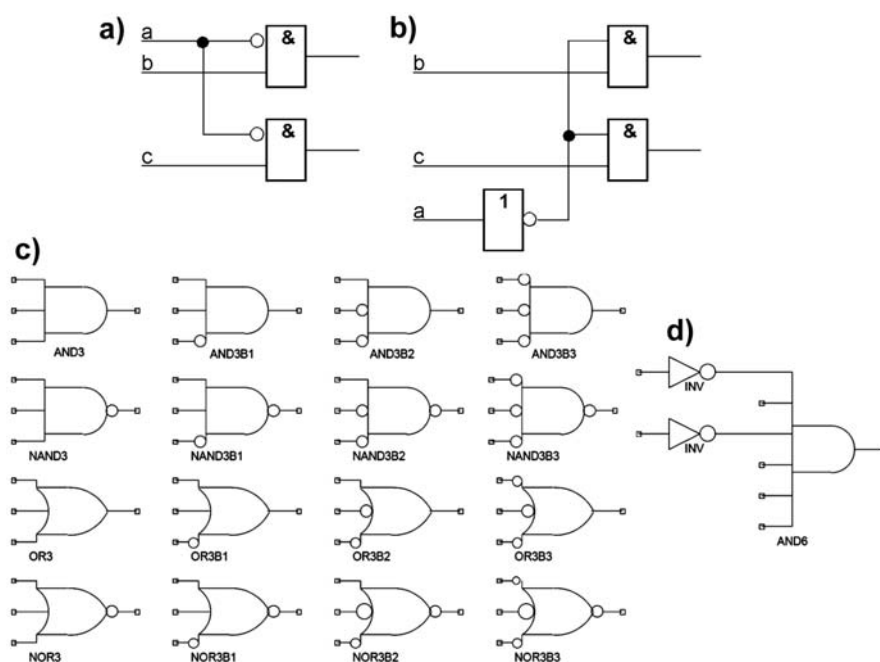 a)
a
&
b
&
c
b)
&
b
&
c
1
a
c)
AND3
AND3B1
AND3B2
AND3B3
NAND3
NAND3B1
NAND3B2
NAND3B3
OR3
OR3B1
OR3B2
OR3B3
NOR3
NOR3B1
NOR3B2
NOR3B3
d)
INV
INV
AND6